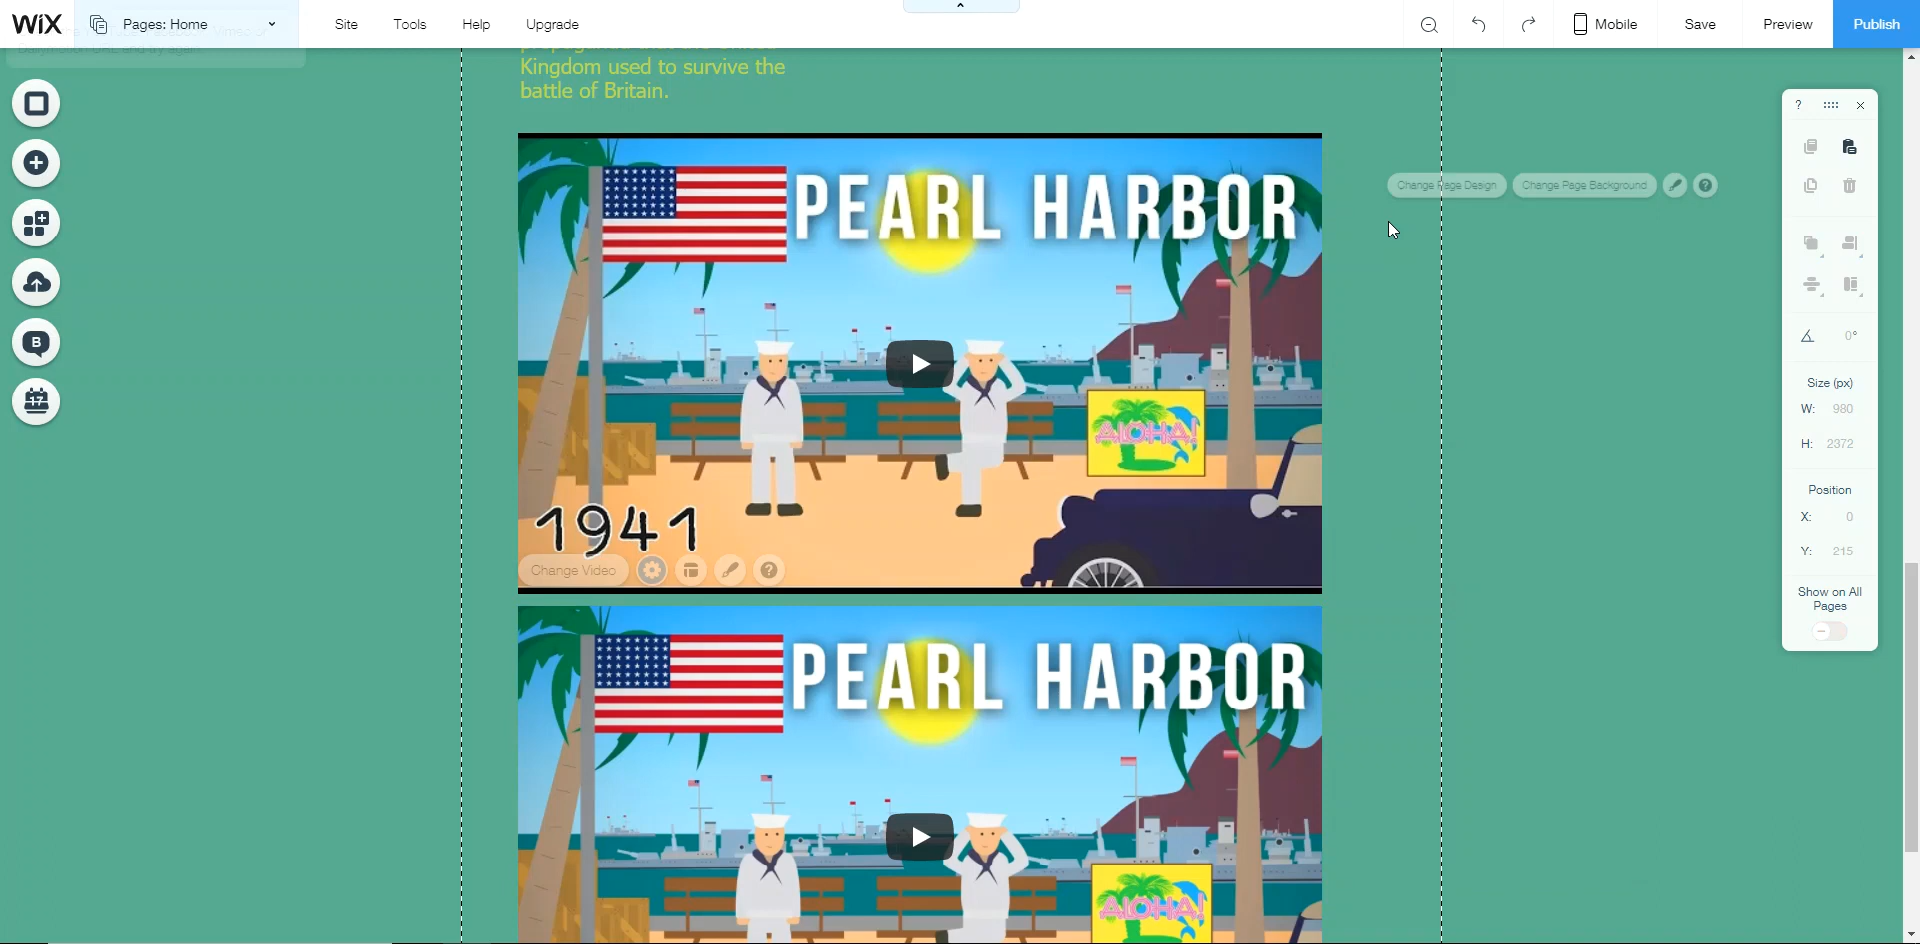 WiX Pages: Home Site Tools Help Upgrade Mobile Save Preview Publish
Kingdom used to survive the
battle of Britain.
?
Change Page Design Change Page Background ?
PEARL HARBOR
B
17
0°
Size (px)
W: 980
ALOHA!
H: 2372
Position
X: 0
1941
Y: 215
Change Video ?
Show on All
Pages
PEARL HARBOR
ALOHA!